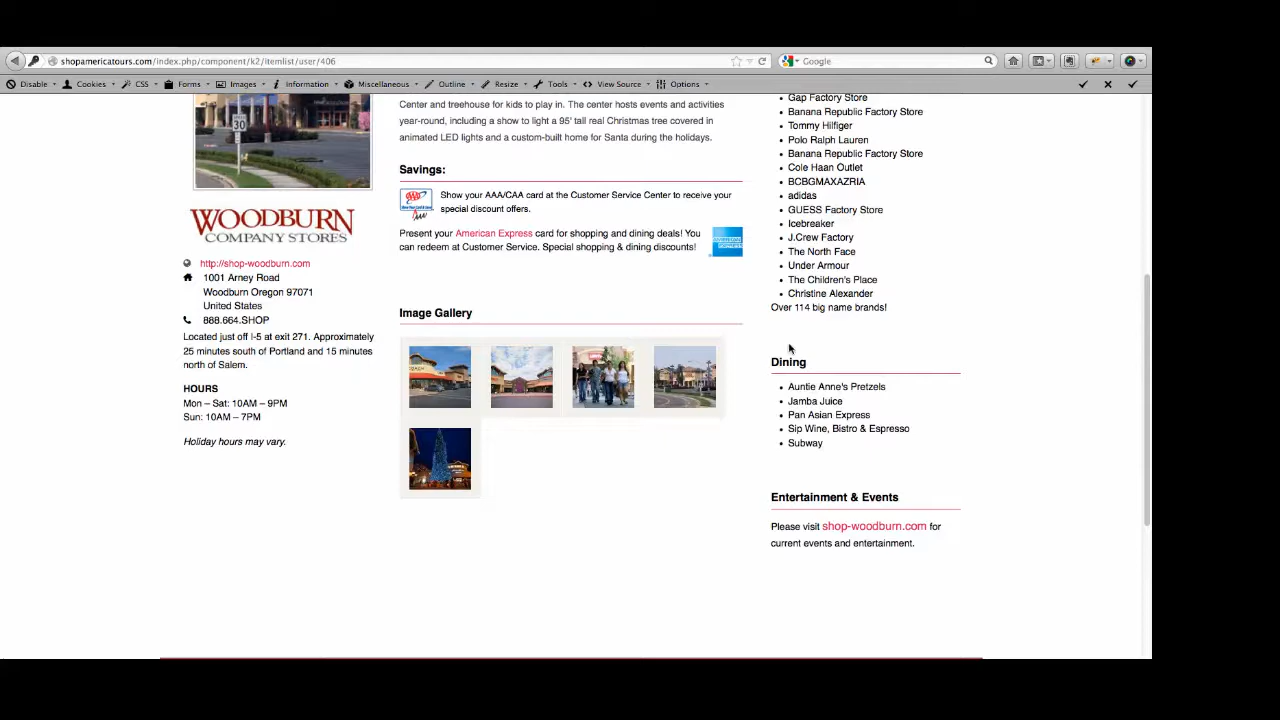 shopamericatours.com/index.php/component/k2/itemlist/user/406
Google
Disable
Cookies
CSS
Forms
Images
Information
Miscellaneous
Outline
Resize
Tools
View Source
Options
30
WOODBURN
COMPANY STORES
http://shop-woodburn.com
1001 Arney Road
Woodburn Oregon 97071
United States
888.664.SHOP
Located just off I-5 at exit 271. Approximately
25 minutes south of Portland and 15 minutes
north of Salem.
HOURS
Mon – Sat: 10AM – 9PM
Sun: 10AM – 7PM
Holiday hours may vary.
Center and treehouse for kids to play in. The center hosts events and activities
year-round, including a show to light a 95' tall real Christmas tree covered in
animated LED lights and a custom-built home for Santa during the holidays.
Savings:
Show your AAA/CAA card at the Customer Service Center to receive your
special discount offers.
Present your American Express card for shopping and dining deals! You
can redeem at Customer Service. Special shopping & dining discounts!
Image Gallery
Gap Factory Store
Banana Republic Factory Store
Tommy Hilfiger
Polo Ralph Lauren
Banana Republic Factory Store
Cole Haan Outlet
BCBGMAXAZRIA
adidas
GUESS Factory Store
Icebreaker
J.Crew Factory
The North Face
Under Armour
The Children's Place
Christine Alexander
Over 114 big name brands!
Dining
Auntie Anne's Pretzels
Jamba Juice
Pan Asian Express
Sip Wine, Bistro & Espresso
Subway
Entertainment & Events
Please visit shop-woodburn.com for
current events and entertainment.